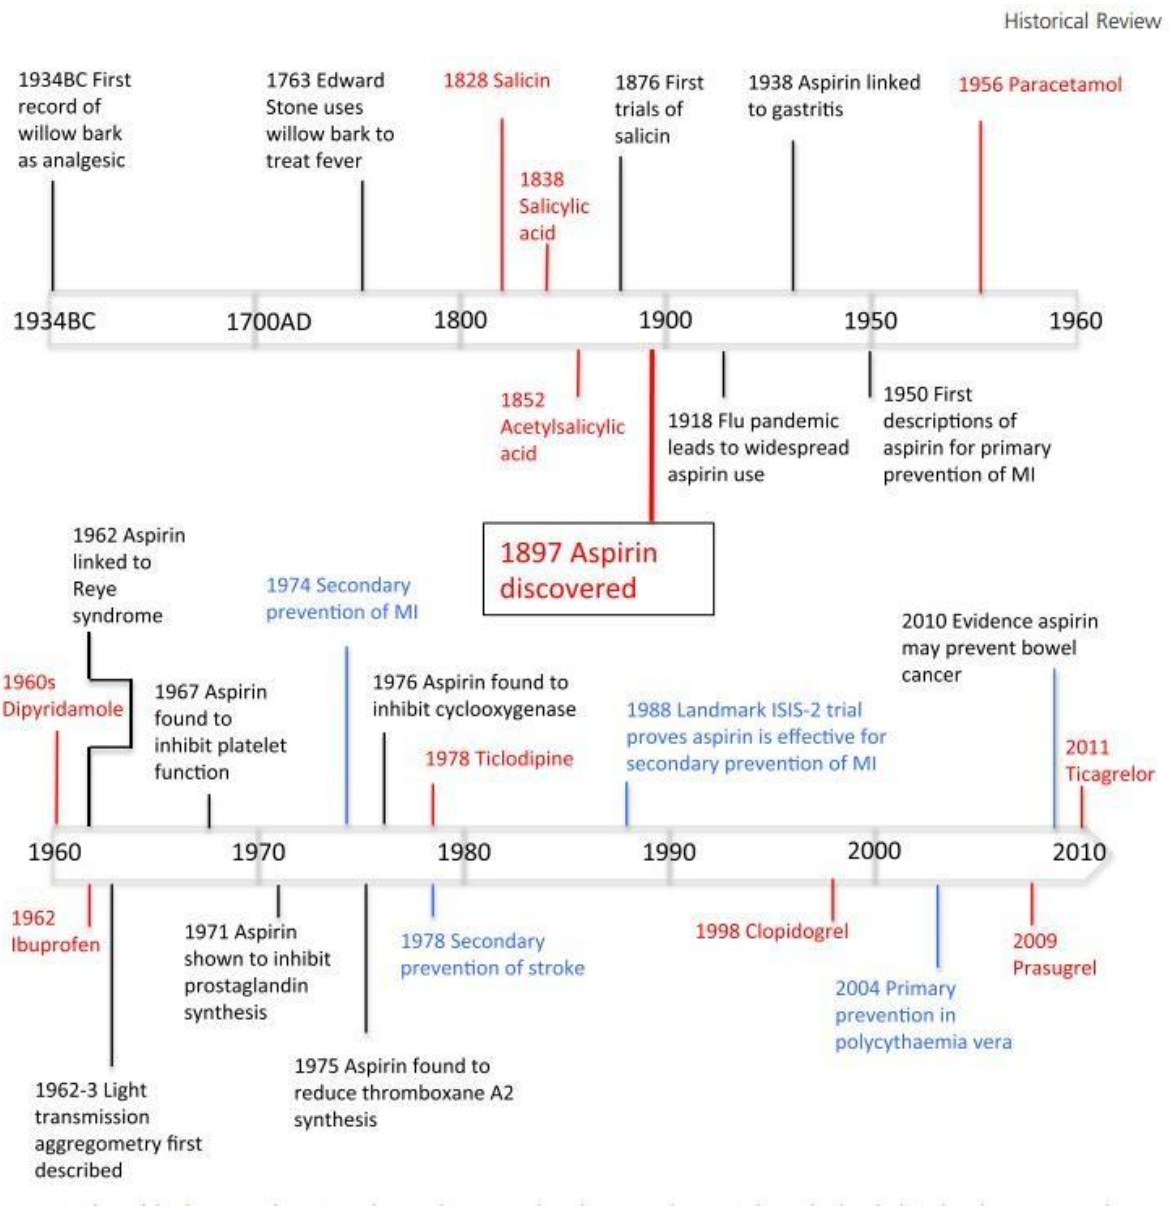 Historical Review
1934BC First
record of
willow bark
as analgesic
1763 Edward
Stone uses
willow bark to
treat fever
1828 Salicin
1838
Salicylic
acid
1876 First
trials of
salicin
1938 Aspirin linked
to gastritis
1956 Paracetamol
1934BC 1700AD 1800 1900 1950 1960
1852
Acetylsalicylic
acid
1897 Aspirin
discovered
1918 Flu pandemic
leads to widespread
aspirin use
1950 First
descriptions of
aspirin for primary
prevention of MI
1960s
Dipyridamole
1962 Aspirin
linked to
Reye
syndrome
1967 Aspirin
found to
inhibit platelet
function
1974 Secondary
prevention of MI
1976 Aspirin found to
inhibit cyclooxygenase
1978 Ticlodipine
1988 Landmark ISIS-2 trial
proves aspirin is effective for
secondary prevention of MI
2010 Evidence aspirin
may prevent bowel
cancer
2011
Ticagrelor
1960 1970 1980 1990 2000 2010
1962
Ibuprofen
1962-3 Light
transmission
aggregometry first
described
1971 Aspirin
shown to inhibit
prostaglandin
synthesis
1975 Aspirin found to
reduce thromboxane A2
synthesis
1978 Secondary
prevention of stroke
1998 Clopidogrel
2004 Primary
prevention in
polycythaemia vera
2009
Prasugrel